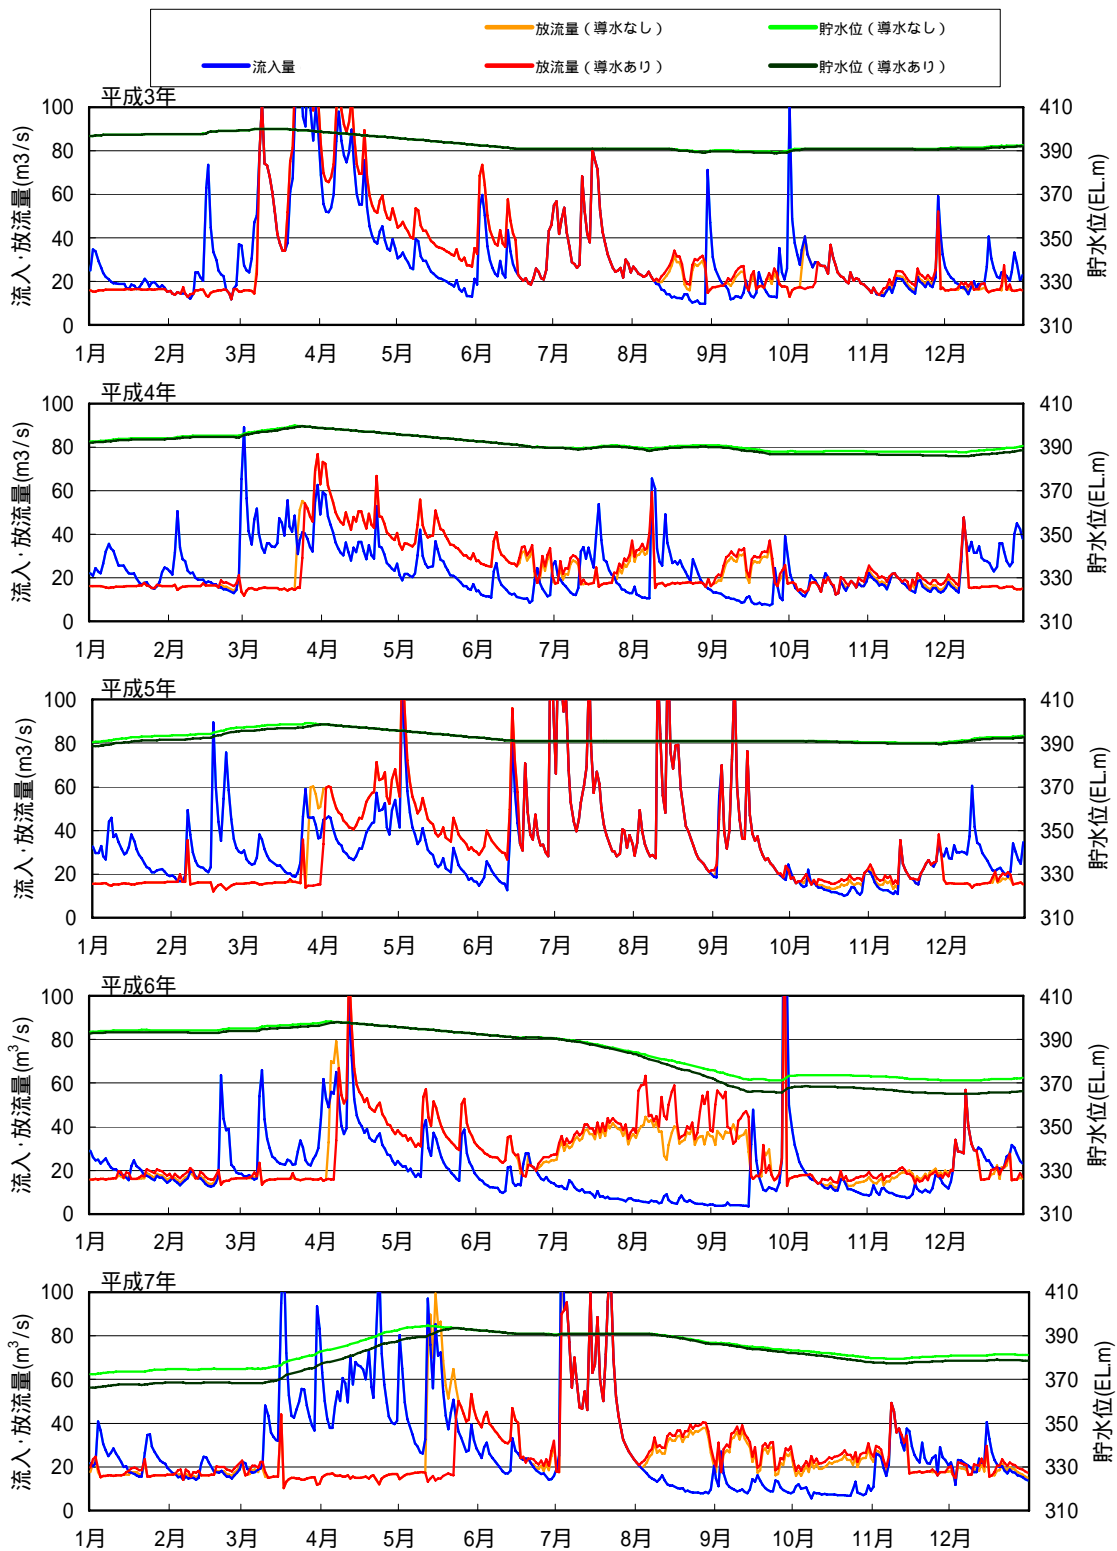 放流量（導水なし） 貯水位（導水なし）
流入量 放流量（導水あり） 貯水位（導水あり）
平成3年
流入・放流量(m3/s)
100 80 60 40 20 0
410 390 370 350 330 310
貯水位(EL.m)
1月 2月 3月 4月 5月 6月 7月 8月 9月 10月 11月 12月
平成4年
流入・放流量(m3/s)
100 80 60 40 20 0
410 390 370 350 330 310
貯水位(EL.m)
1月 2月 3月 4月 5月 6月 7月 8月 9月 10月 11月 12月
平成5年
流入・放流量(m3/s)
100 80 60 40 20 0
410 390 370 350 330 310
貯水位(EL.m)
1月 2月 3月 4月 5月 6月 7月 8月 9月 10月 11月 12月
平成6年
流入・放流量(m³/s)
100 80 60 40 20 0
410 390 370 350 330 310
貯水位(EL.m)
1月 2月 3月 4月 5月 6月 7月 8月 9月 10月 11月 12月
平成7年
流入・放流量(m³/s)
100 80 60 40 20 0
410 390 370 350 330 310
貯水位(EL.m)
1月 2月 3月 4月 5月 6月 7月 8月 9月 10月 11月 12月